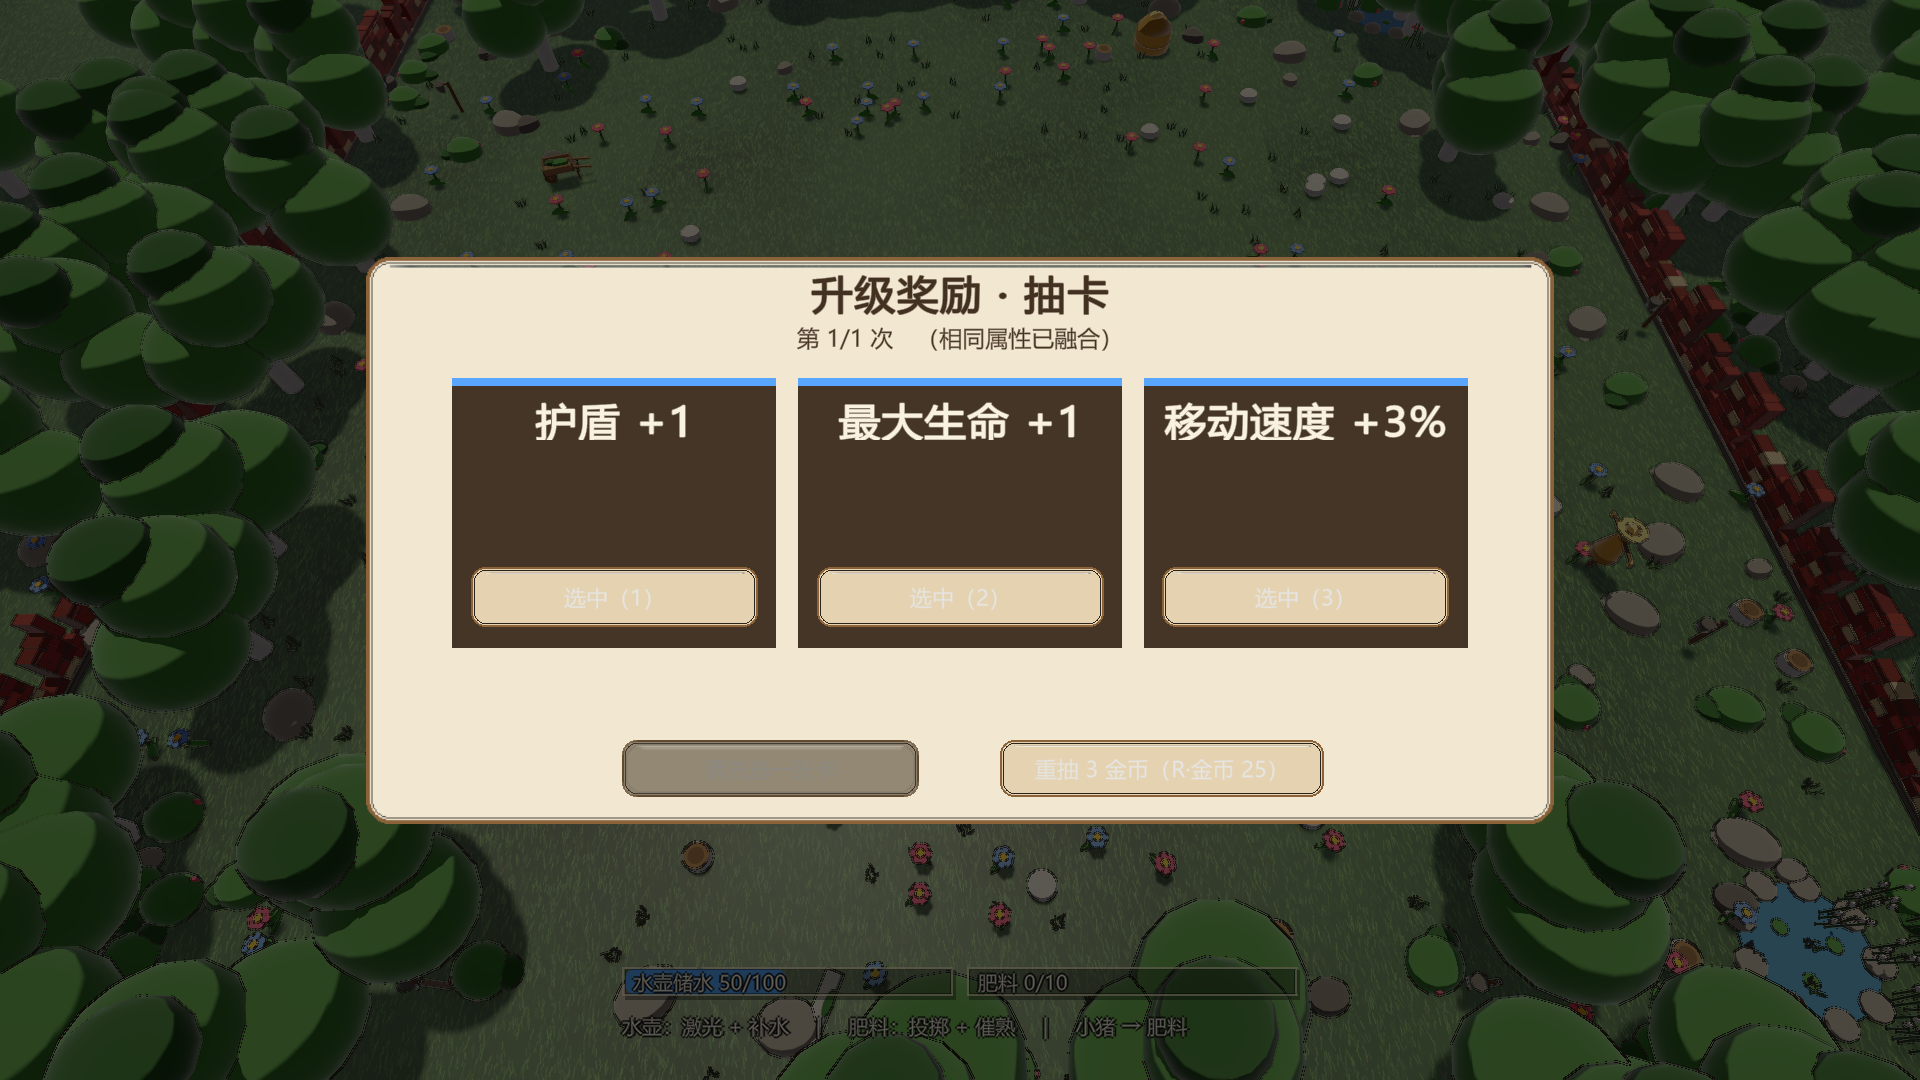 升级奖励 · 抽卡
第 1/1 次 （相同属性已融合）
护盾 +1
最大生命 +1
移动速度 +3%
选中（1）
选中（2）
选中（3）
重抽 3 金币（R·金币 25）
水壶储水 50/100
肥料 0/10
水壶：激光 + 补水 | 肥料：投掷 + 催熟 | 小猪 → 肥料